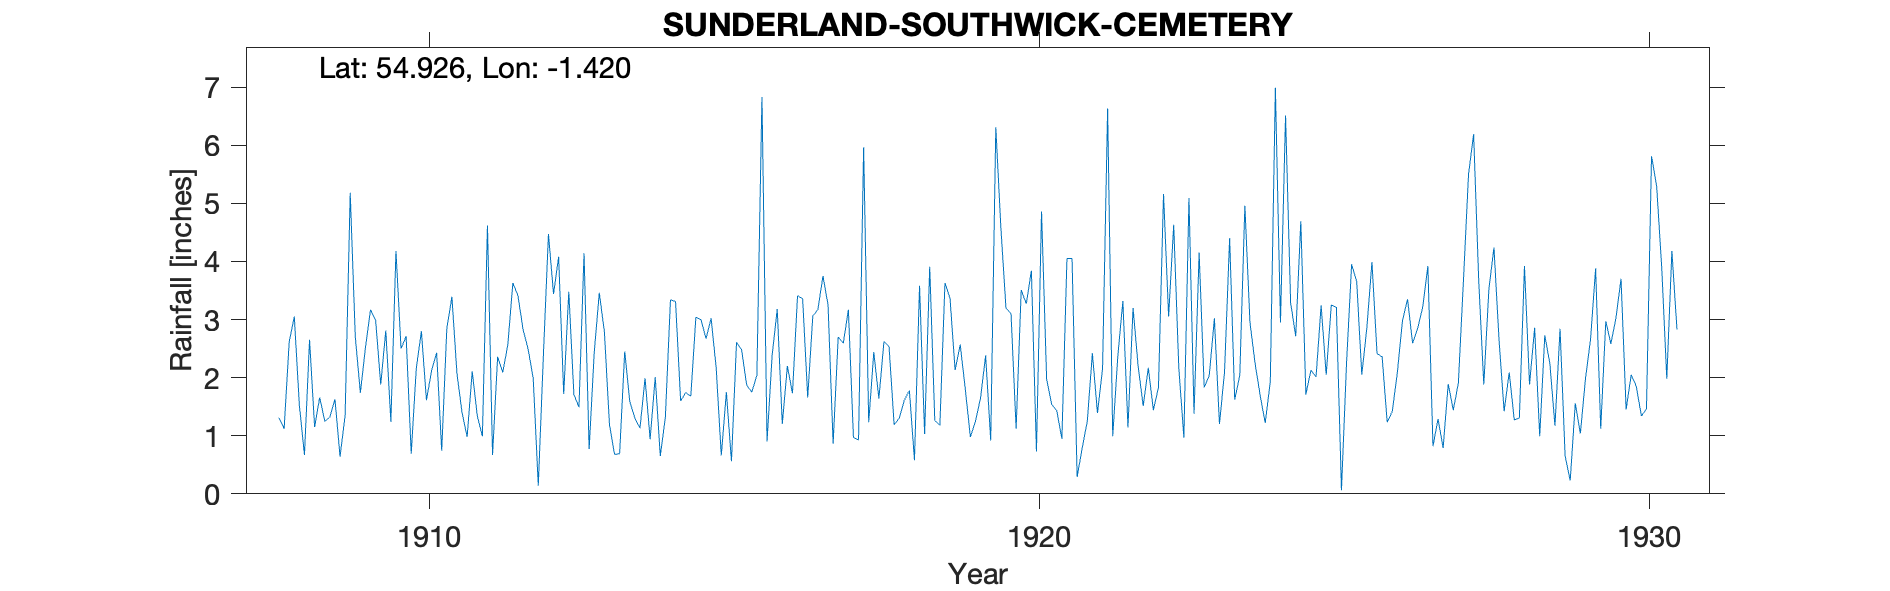 SUNDERLAND-SOUTHWICK-CEMETERY
Lat: 54.926, Lon: -1.420
7
6
5
4
3
2
1
0
Rainfall [inches]
1910 1920 1930
Year